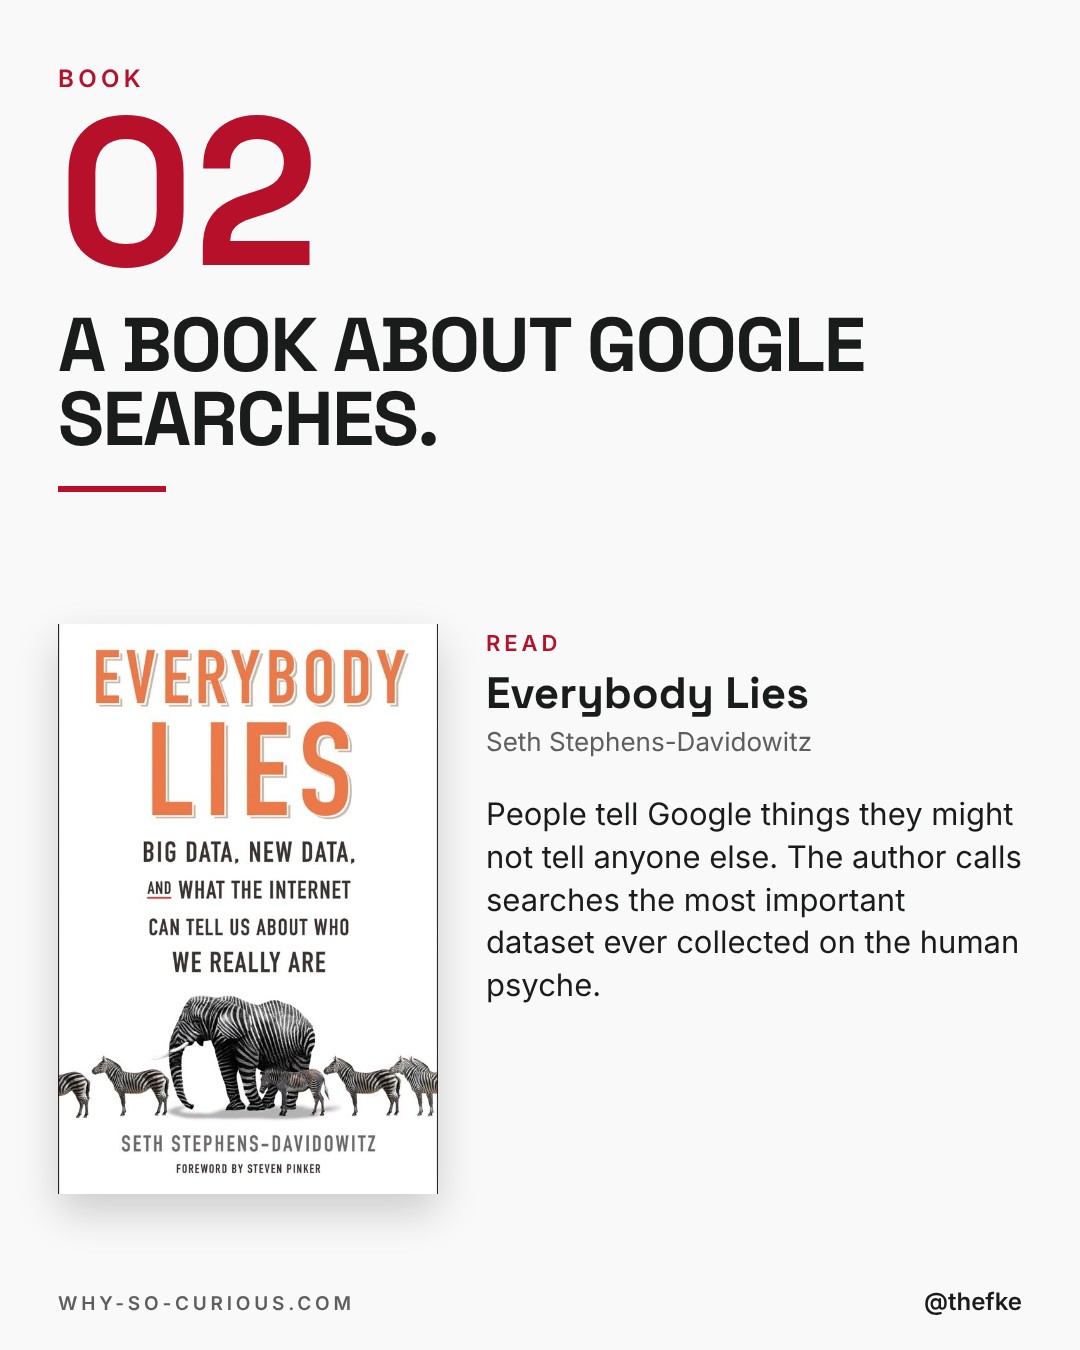 BOOK
02
A BOOK ABOUT GOOGLE
SEARCHES.
EVERYBODY
LIES
BIG DATA, NEW DATA,
AND WHAT THE INTERNET
CAN TELL US ABOUT WHO
WE REALLY ARE
SETH STEPHENS-DAVIDOWITZ
FOREWORD BY STEVEN PINKER
READ
Everybody Lies
Seth Stephens-Davidowitz
People tell Google things they might
not tell anyone else. The author calls
searches the most important
dataset ever collected on the human
psyche.
WHY-SO-CURIOUS.COM
@thefke